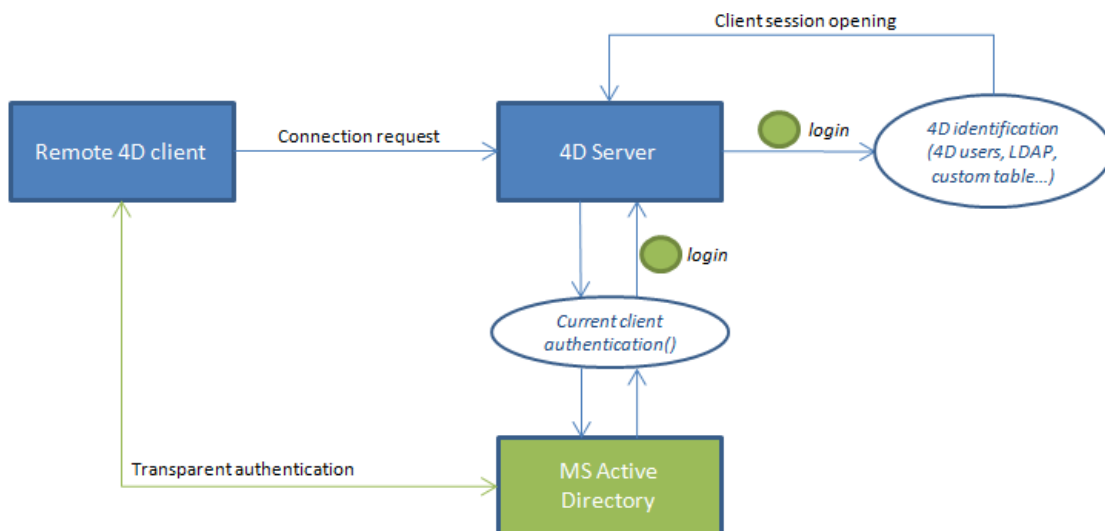 Client session opening
Remote 4D client
Connection request
4D Server
login
4D identification
(4D users, LDAP,
custom table...)
login
Current client
authentication()
Transparent authentication
MS Active
Directory